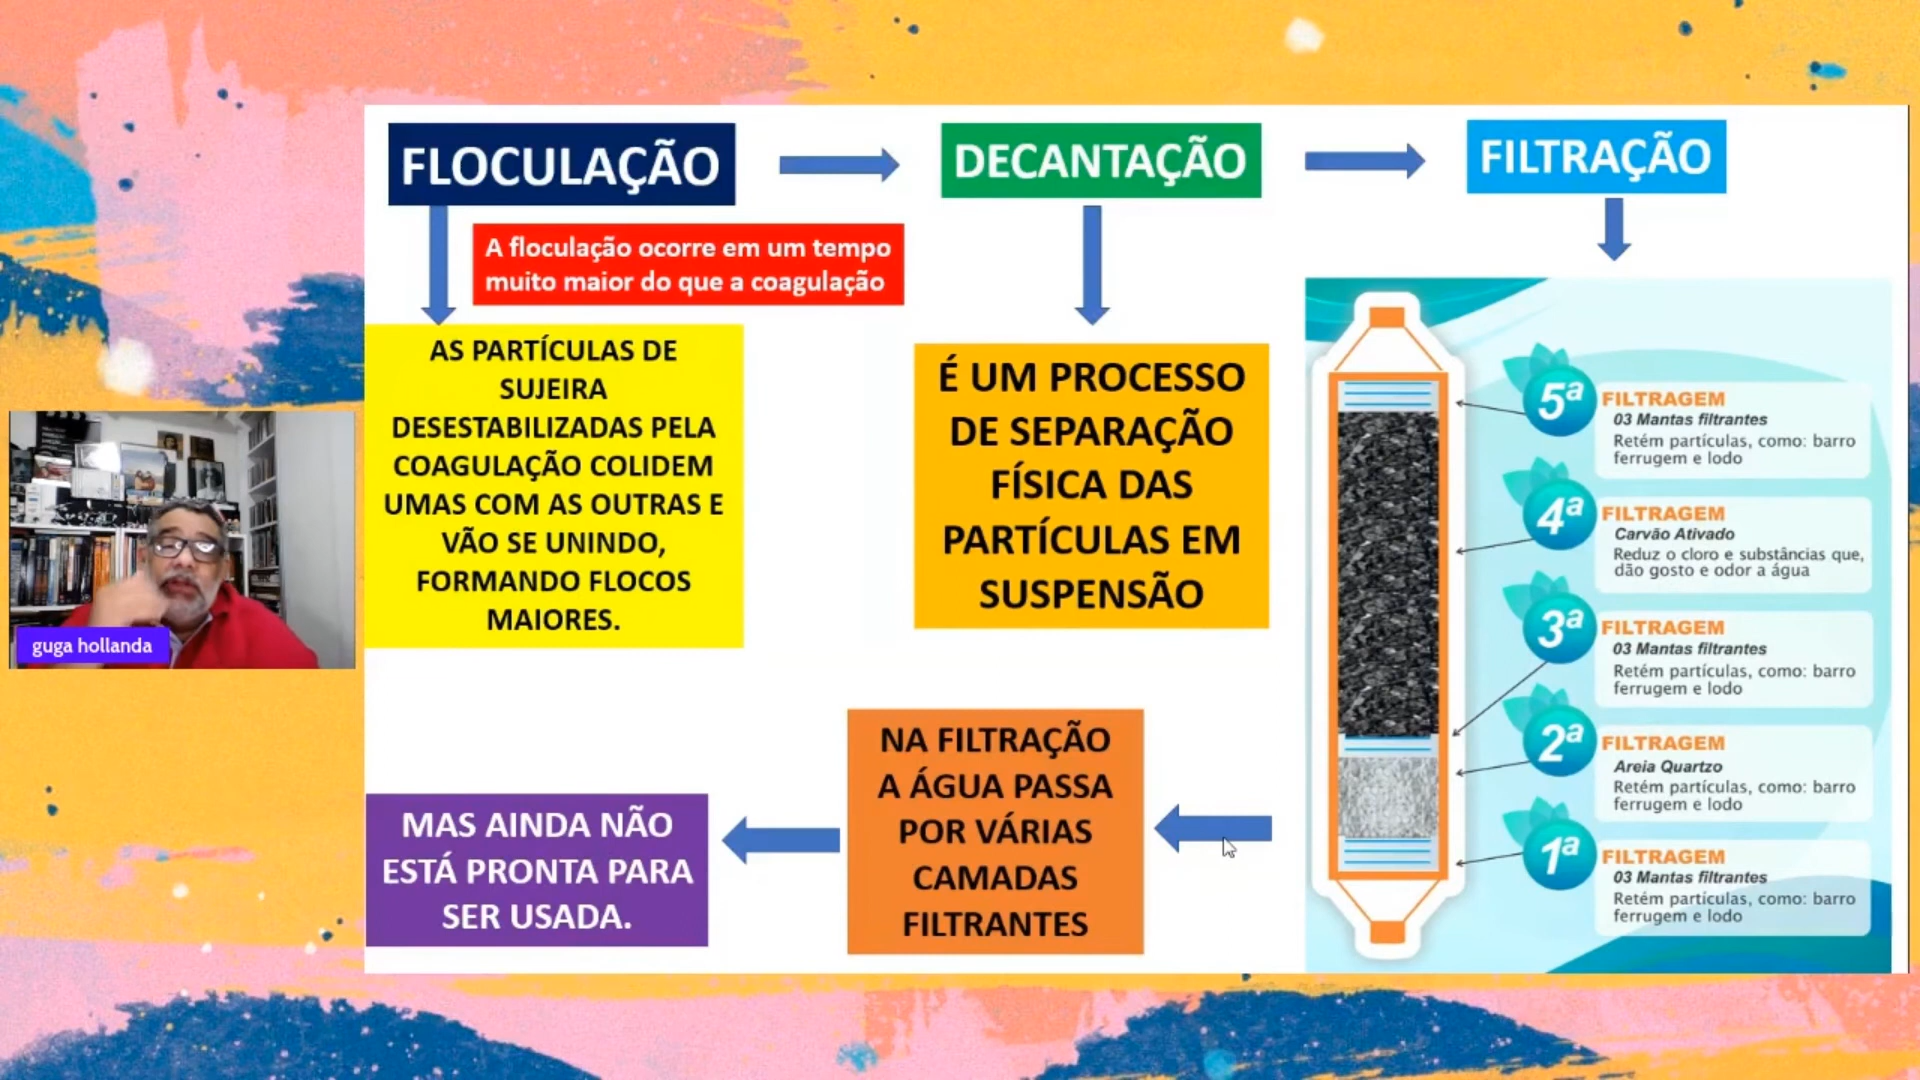 FLOCULAÇÃO
DECANTAÇÃO
FILTRAÇÃO
A floculação ocorre em um tempo
muito maior do que a coagulação
AS PARTÍCULAS DE
SUJEIRA
DESESTABILIZADAS PELA
COAGULAÇÃO COLIDEM
UMAS COM AS OUTRAS E
VÃO SE UNINDO,
FORMANDO FLOCOS
MAIORES.
É UM PROCESSO
DE SEPARAÇÃO
FÍSICA DAS
PARTÍCULAS EM
SUSPENSÃO
5ª
FILTRAGEM
03 Mantas filtrantes
Retém partículas, como: barro
ferrugem e lodo
4ª
FILTRAGEM
Carvão Ativado
Reduz o cloro e substâncias que,
dão gosto e odor a água
3ª
FILTRAGEM
03 Mantas filtrantes
Retém partículas, como: barro
ferrugem e lodo
2ª
FILTRAGEM
Areia Quartzo
Retém partículas, como: barro
ferrugem e lodo
1ª
FILTRAGEM
03 Mantas filtrantes
Retém partículas, como: barro
ferrugem e lodo
NA FILTRAÇÃO
A ÁGUA PASSA
POR VÁRIAS
CAMADAS
FILTRANTES
MAS AINDA NÃO
ESTÁ PRONTA PARA
SER USADA.
guga hollanda